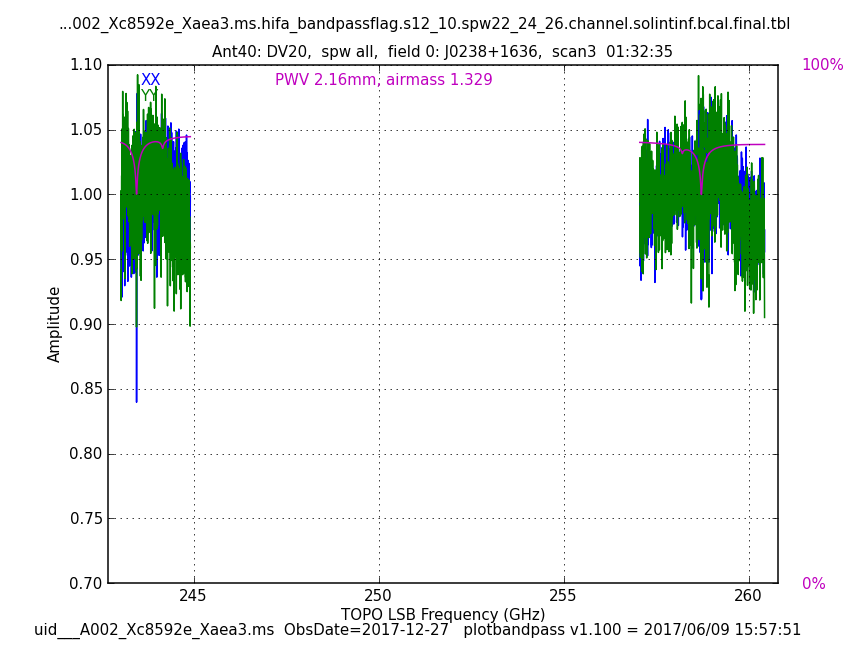 ...002_Xc8592e_Xaea3.ms.hifa_bandpassflag.s12_10.spw22_24_26.channel.solintinf.bcal.final.tbl
Ant40: DV20,  spw all,  field 0: J0238+1636,  scan3  01:32:35
1.10
100%
XX
PWV 2.16mm, airmass 1.329
YY
1.05
1.00
0.95
0.90
0.85
0.80
0.75
0.70
0%
Amplitude
245
250
255
260
TOPO LSB Frequency (GHz)
uid___A002_Xc8592e_Xaea3.ms  ObsDate=2017-12-27   plotbandpass v1.100 = 2017/06/09 15:57:51